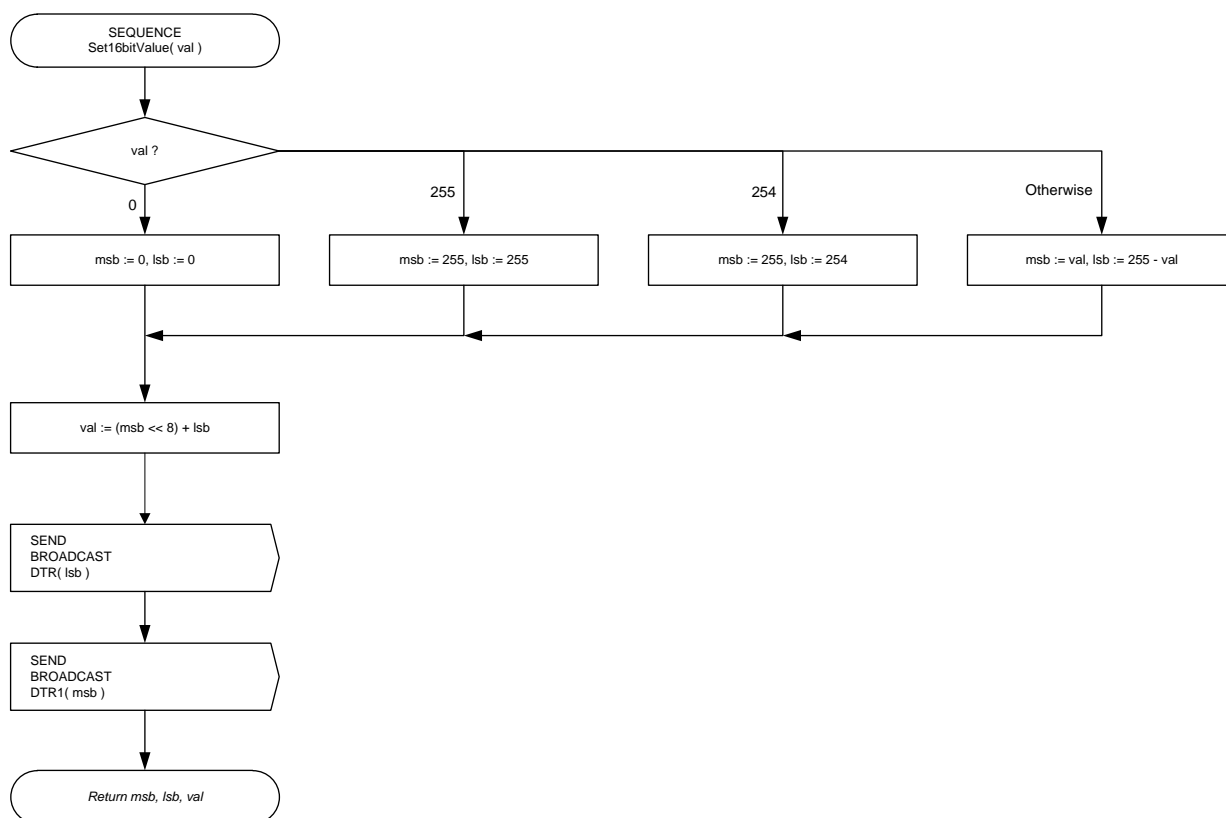 SEQUENCE
Set16bitValue( val )
val ?
0
255
254
Otherwise
msb := 0, lsb := 0
msb := 255, lsb := 255
msb := 255, lsb := 254
msb := val, lsb := 255 - val
val := (msb << 8) + lsb
SEND
BROADCAST
DTR( lsb )
SEND
BROADCAST
DTR1( msb )
Return msb, lsb, val